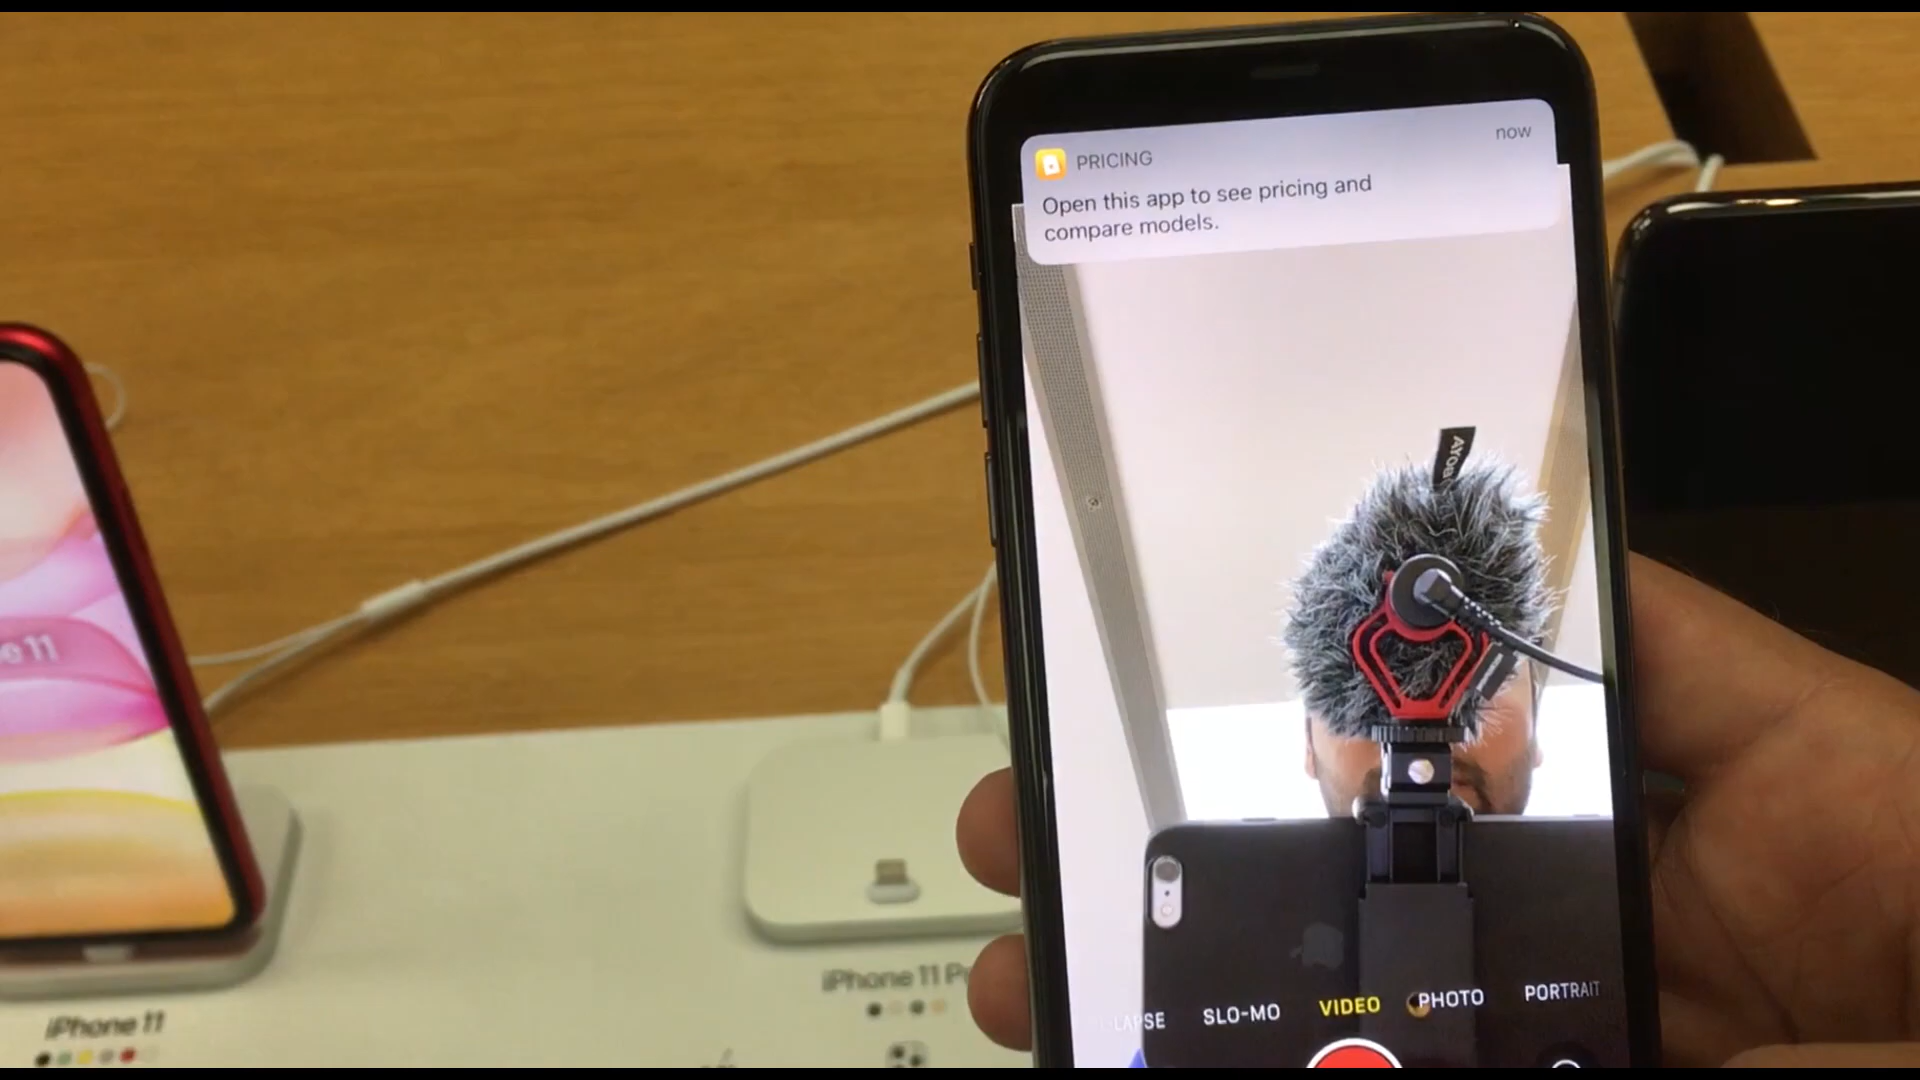 PRICING
now
Open this app to see pricing and
compare models.
SLO-MO
VIDEO
PHOTO
PORTRAIT
iPhone 11